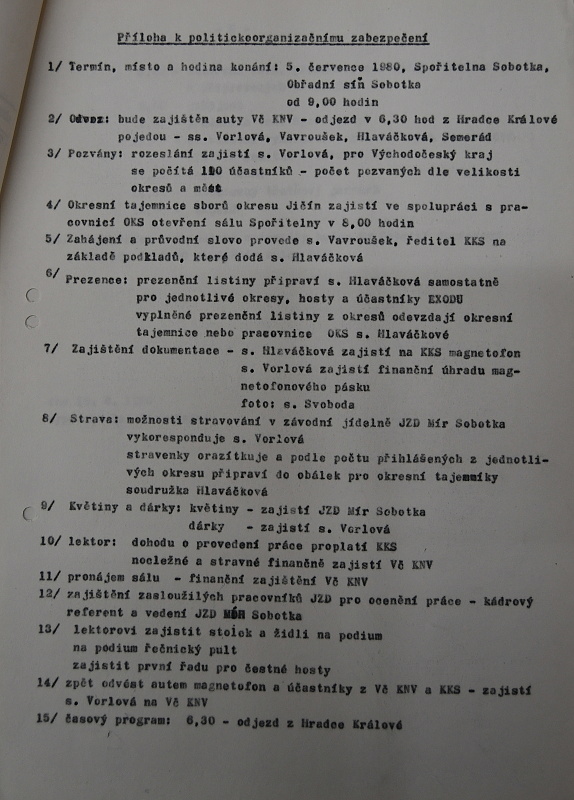 Příloha k politickoorganizačnímu zabezpečení
1/ Termín, místo a hodina konání: 5. července 1980, Spořitelna Sobotka,
Obřadní síň Sobotka
od 9,00 hodin
2/ Odvoz: bude zajištěn auty Vč KNV - odjezd v 6,30 hod z Hradce Králové
pojedou - ss. Vorlová, Vavroušek, Hlaváčková, Semerád
3/ Pozvány: rozeslání zajistí s. Vorlová, pro Východočeský kraj
se počítá 110 účastníků - počet pozvaných dle velikosti
okresů a měst
4/ Okresní tajemnice sborů okresu Jičín zajistí ve spolupráci s pra-
covnicí OKS otevření sálu Spořitelny v 8,00 hodin
5/ Zahájení a průvodní slovo provede s. Vavroušek, ředitel KKS na
základě podkladů, které dodá s. Hlaváčková
6/ Prezence: prezenční listiny připraví s. Hlaváčková samostatně
pro jednotlivé okresy, hosty a účastníky EXODU
vyplněné prezenční listiny z okresů odevzdají okresní
tajemnice nebo pracovnice OKS s. Hlaváčkové
7/ Zajištění dokumentace - s. Hlaváčková zajistí na KKS magnetofon
s. Vorlová zajistí finanční úhradu mag-
netofonového pásku
foto: s. Svoboda
8/ Strava: možnosti stravování v závodní jídelně JZD Mír Sobotka
vykoresponduje s. Vorlová
stravenky orazítkuje a podle počtu přihlášených z jednotli-
vých okresu připraví do obálek pro okresní tajemníky
soudružka Hlaváčková
9/ Květiny a dárky: květiny - zajistí JZD Mír Sobotka
dárky - zajistí s. Vorlová
10/ lektor: dohodu o provedení práce proplatí KKS
nocležné a stravné finančně zajistí Vč KNV
11/ pronájem sálu - finanční zajištění Vč KNV
12/ zajištění zasloužilých pracovníků JZD pro ocenění práce - kádrový
referent a vedení JZD Mír Sobotka
13/ lektorovi zajistit stolek a židli na podium
na podium řečnický pult
zajistit první řadu pro čestné hosty
14/ zpět odvést autem magnetofon a účastníky z Vč KNV a KKS - zajistí
s. Vorlová na Vč KNV
15/ časový program: 6,30 - odjezd z Hradce Králové